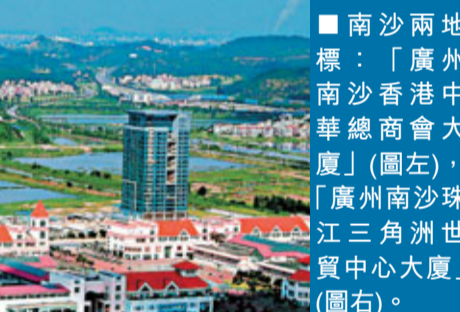 ■南沙兩地
標：「廣州
南沙香港中
華總商會大
廈」(圖左)，
「廣州南沙珠
江三角洲世
貿中心大廈」
(圖右)。